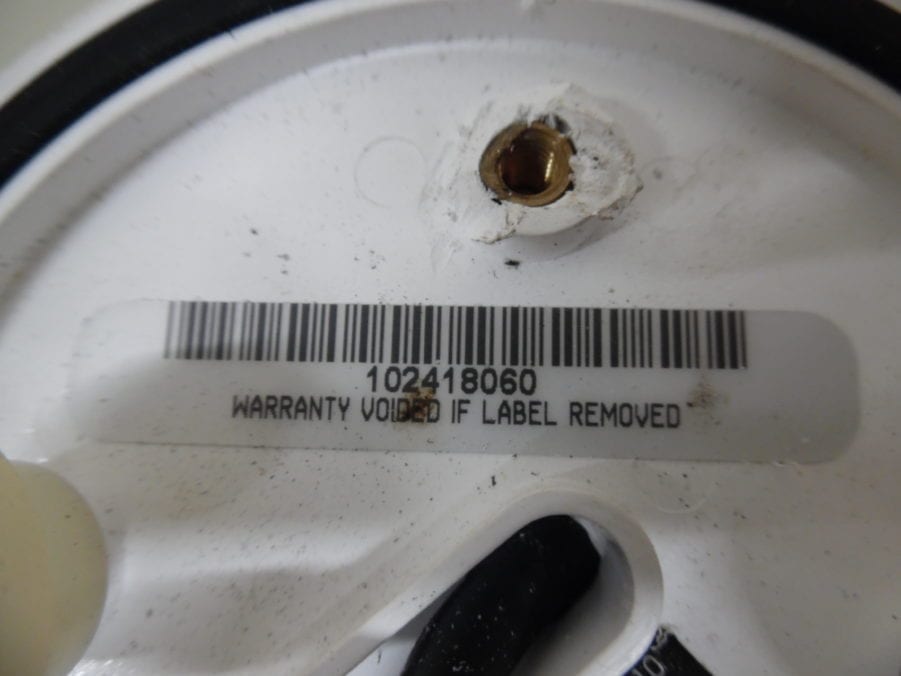 102418060
WARRANTY VOIDED IF LABEL REMOVED